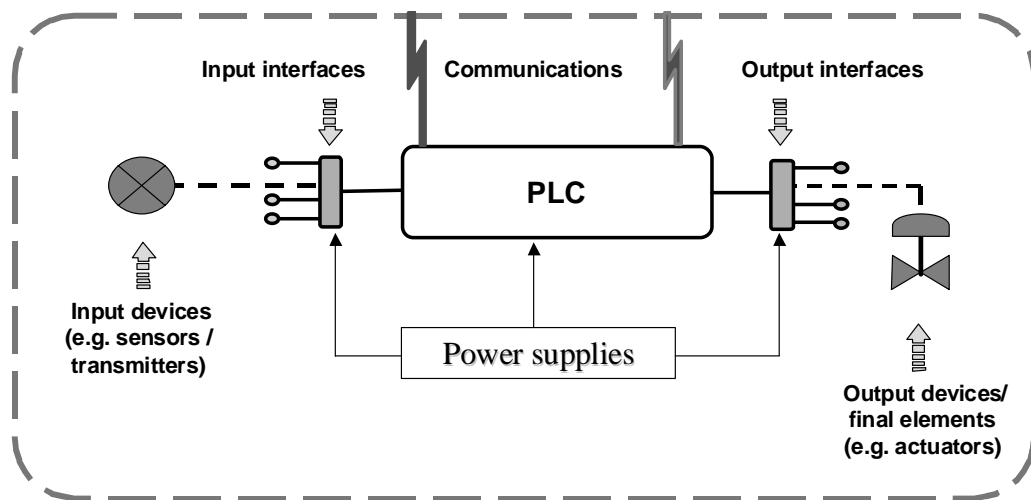 Input interfaces
Communications
Output interfaces
PLC
Input devices
(e.g. sensors /
transmitters)
Power supplies
Output devices/
final elements
(e.g. actuators)